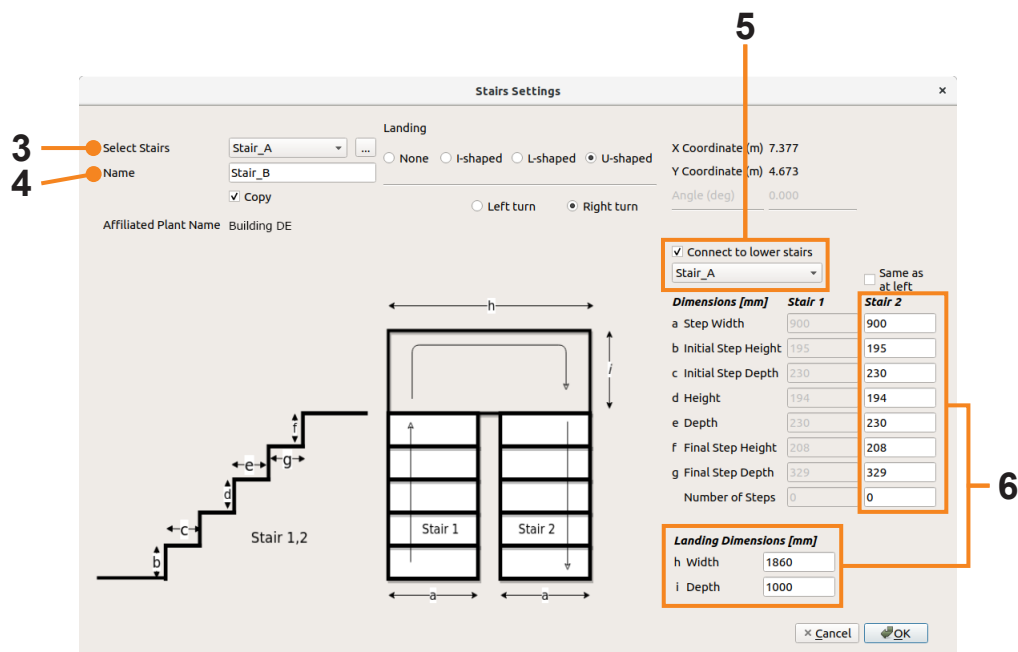 5
Stairs Settings
×
3
Select Stairs
Stair_A
...
4
Name
Stair_B
Copy
Affiliated Plant Name
Building DE
Landing
None
I-shaped
L-shaped
U-shaped
Left turn
Right turn
X Coordinate (m) 7.377
Y Coordinate (m) 4.673
Angle (deg) 0.000
Connect to lower stairs
Stair_A
Same as
at left
Dimensions [mm] Stair 1 Stair 2
a Step Width 900 900
b Initial Step Height 195 195
c Initial Step Depth 230 230
d Height 194 194
e Depth 230 230
f Final Step Height 208 208
g Final Step Depth 329 329
Number of Steps 0 0
6
Landing Dimensions [mm]
h Width 1860
i Depth 1000
h
i
f
e
g
d
c
b
Stair 1,2
Stair 1
Stair 2
a
a
× Cancel
OK